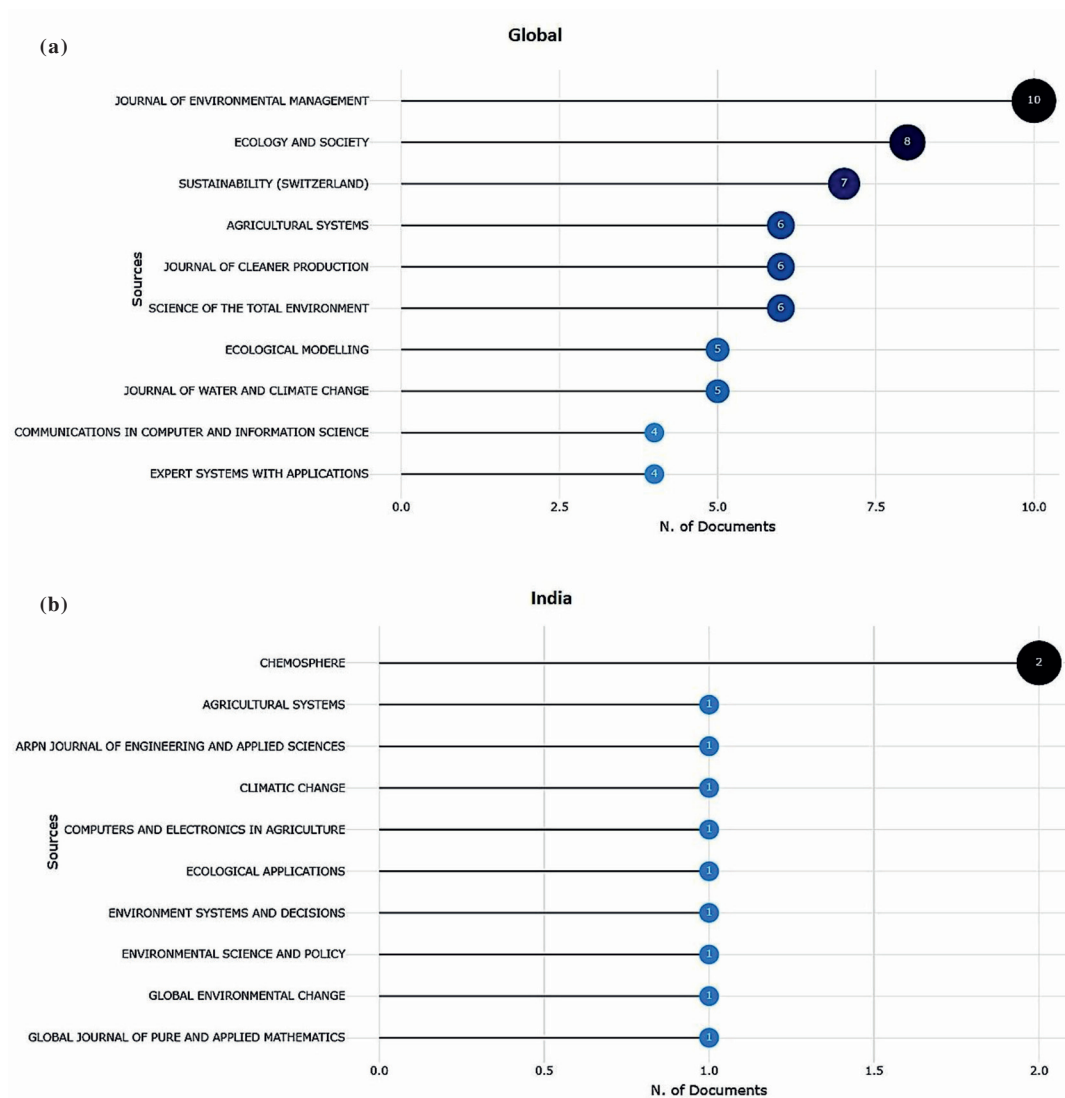 (a)
Global
JOURNAL OF ENVIRONMENTAL MANAGEMENT 10
ECOLOGY AND SOCIETY 8
SUSTAINABILITY (SWITZERLAND) 7
AGRICULTURAL SYSTEMS 6
JOURNAL OF CLEANER PRODUCTION 6
SCIENCE OF THE TOTAL ENVIRONMENT 6
ECOLOGICAL MODELLING 5
JOURNAL OF WATER AND CLIMATE CHANGE 5
COMMUNICATIONS IN COMPUTER AND INFORMATION SCIENCE 4
EXPERT SYSTEMS WITH APPLICATIONS 4
Sources
0.0 2.5 5.0 7.5 10.0
N. of Documents
(b)
India
CHEMOSPHERE 2
AGRICULTURAL SYSTEMS 1
ARPN JOURNAL OF ENGINEERING AND APPLIED SCIENCES 1
CLIMATIC CHANGE 1
COMPUTERS AND ELECTRONICS IN AGRICULTURE 1
ECOLOGICAL APPLICATIONS 1
ENVIRONMENT SYSTEMS AND DECISIONS 1
ENVIRONMENTAL SCIENCE AND POLICY 1
GLOBAL ENVIRONMENTAL CHANGE 1
GLOBAL JOURNAL OF PURE AND APPLIED MATHEMATICS 1
Sources
0.0 0.5 1.0 1.5 2.0
N. of Documents